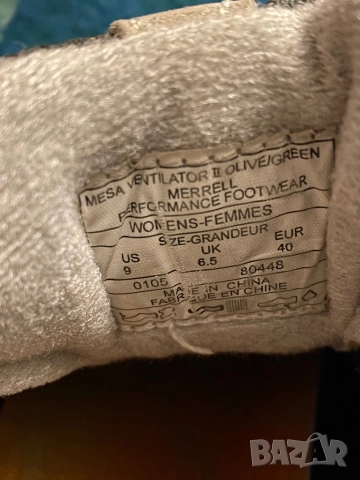 MESA VENTILATOR II OLIVE/GREEN
MERRELL
PERFORMANCE FOOTWEAR
WOMENS-FEMMES
SIZE-GRANDEUR
US UK EUR
9 6.5 40
0105 80448
MADE IN CHINA
FABRIQUE EN CHINE
BAZAR
bg